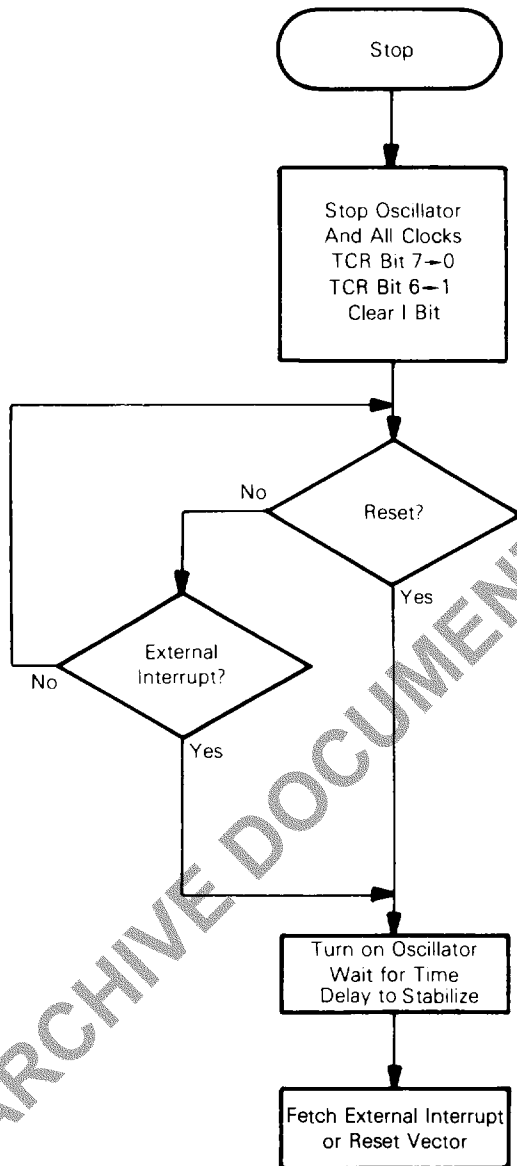 Stop
Stop Oscillator
And All Clocks
TCR Bit 7→0
TCR Bit 6→1
Clear I Bit
Reset?
No
Yes
External
Interrupt?
No
Yes
Turn on Oscillator
Wait for Time
Delay to Stabilize
Fetch External Interrupt
or Reset Vector
ARCHIVE DOCUMENT